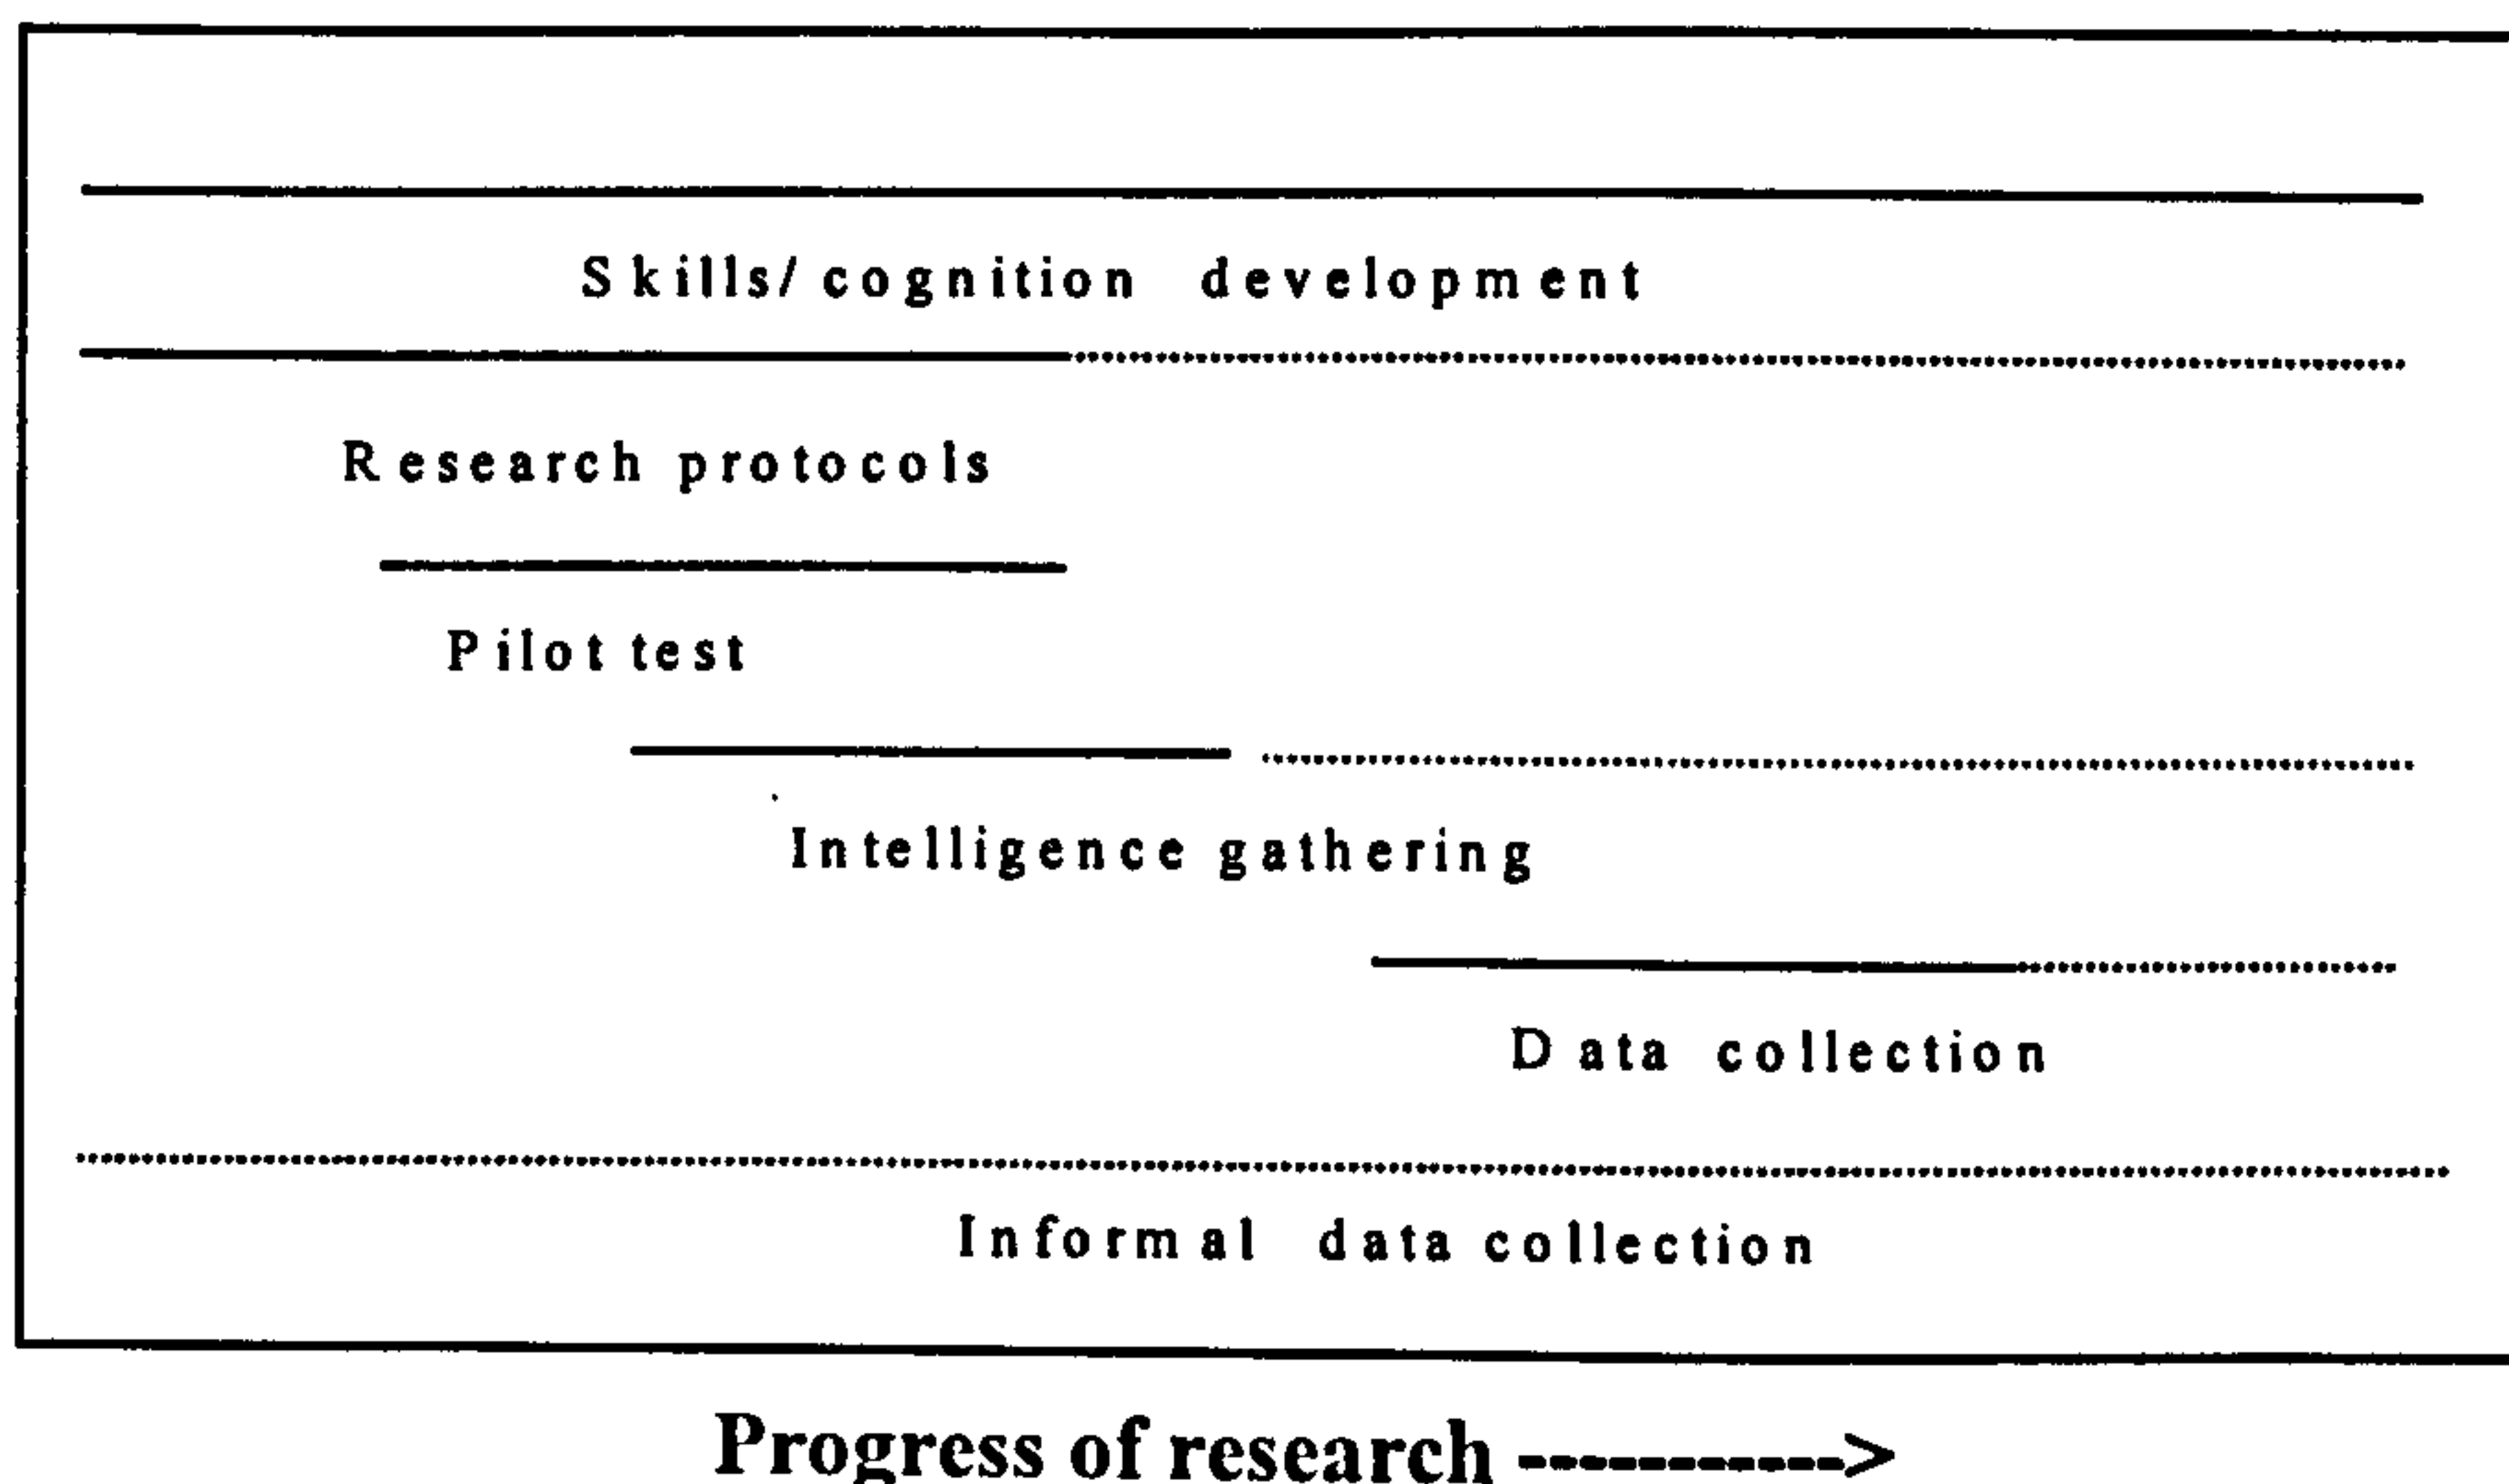 Skills/ cognition development
Research protocols
Pilot test
Intelligence gathering
Data collection
Informal data collection
Progress of research ----------->